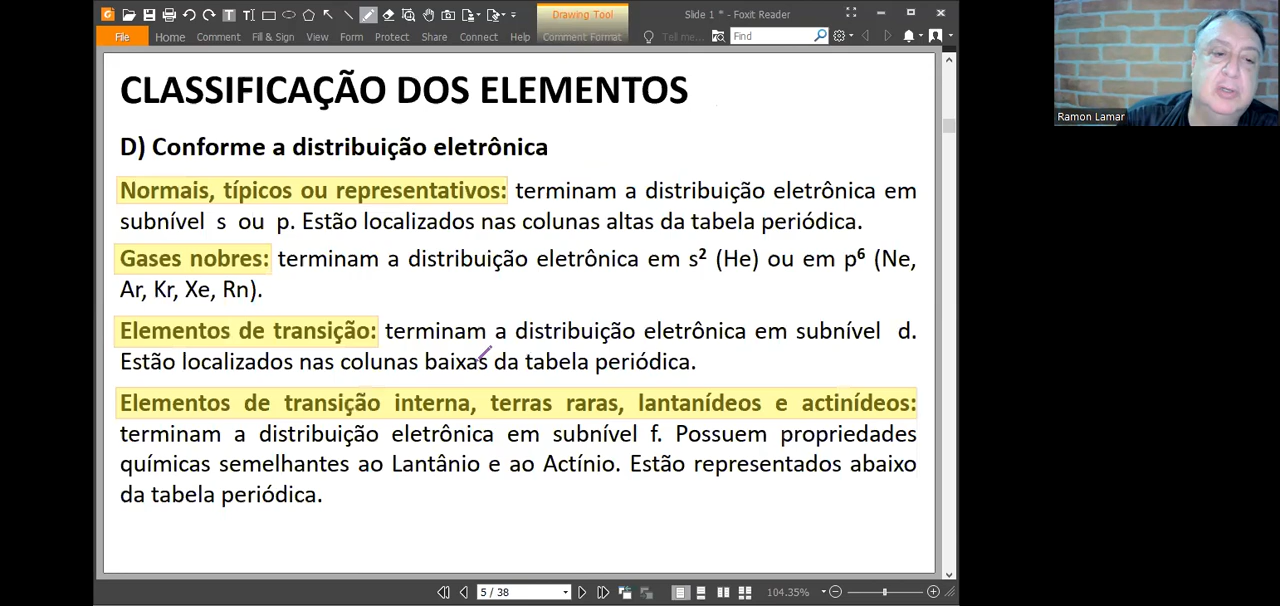 Drawing Tool
Slide 1 * - Foxit Reader
File Home Comment Fill & Sign View Form Protect Share Connect Help Comment Format Tell me... Find
CLASSIFICAÇÃO DOS ELEMENTOS
D) Conforme a distribuição eletrônica
Normais, típicos ou representativos: terminam a distribuição eletrônica em
subnível s ou p. Estão localizados nas colunas altas da tabela periódica.
Gases nobres: terminam a distribuição eletrônica em s² (He) ou em p⁶ (Ne,
Ar, Kr, Xe, Rn).
Elementos de transição: terminam a distribuição eletrônica em subnível d.
Estão localizados nas colunas baixas da tabela periódica.
Elementos de transição interna, terras raras, lantanídeos e actinídeos:
terminam a distribuição eletrônica em subnível f. Possuem propriedades
químicas semelhantes ao Lantânio e ao Actínio. Estão representados abaixo
da tabela periódica.
5 / 38
104.35%
Ramon Lamar